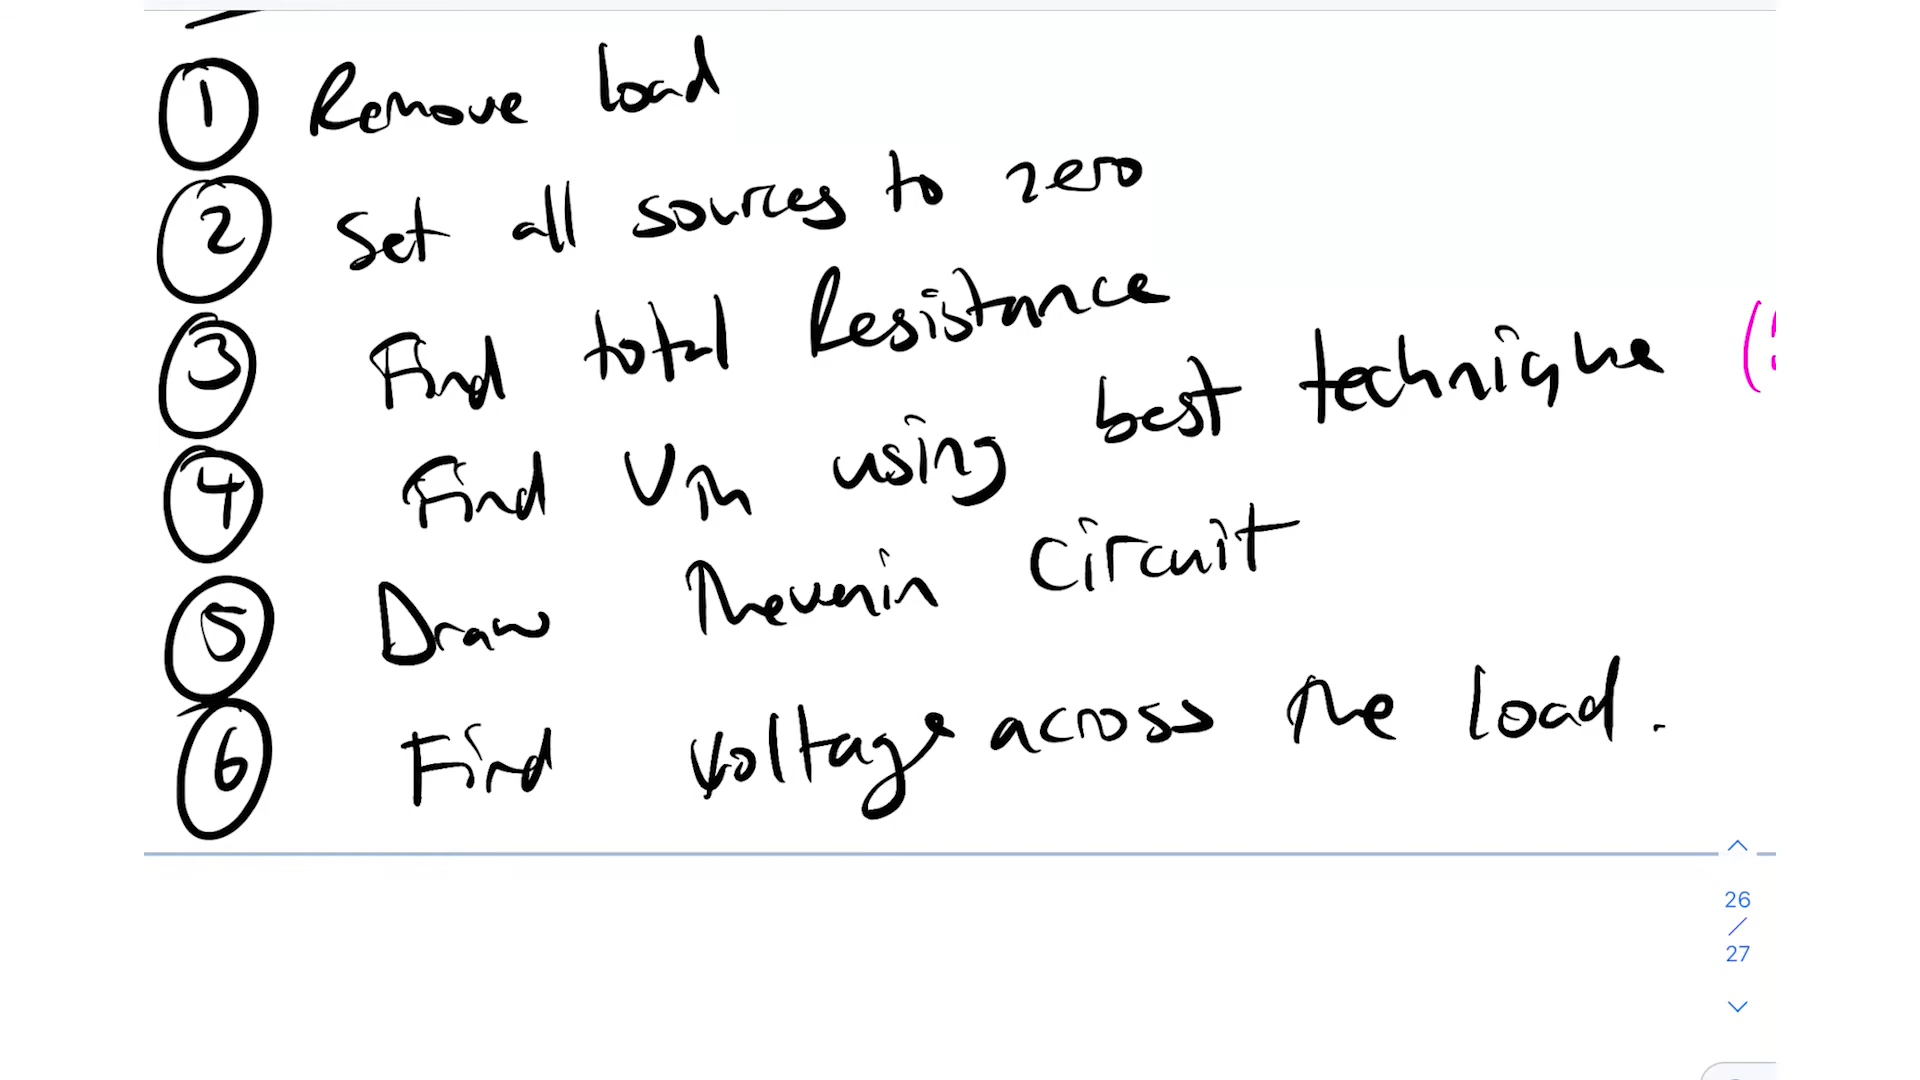 1 Remove load
2 Set all sources to zero
3 Find total Resistance
4 Find VTh using best technique (
5 Draw Thevenin circuit
6 Find voltage across the load.
26
/
27